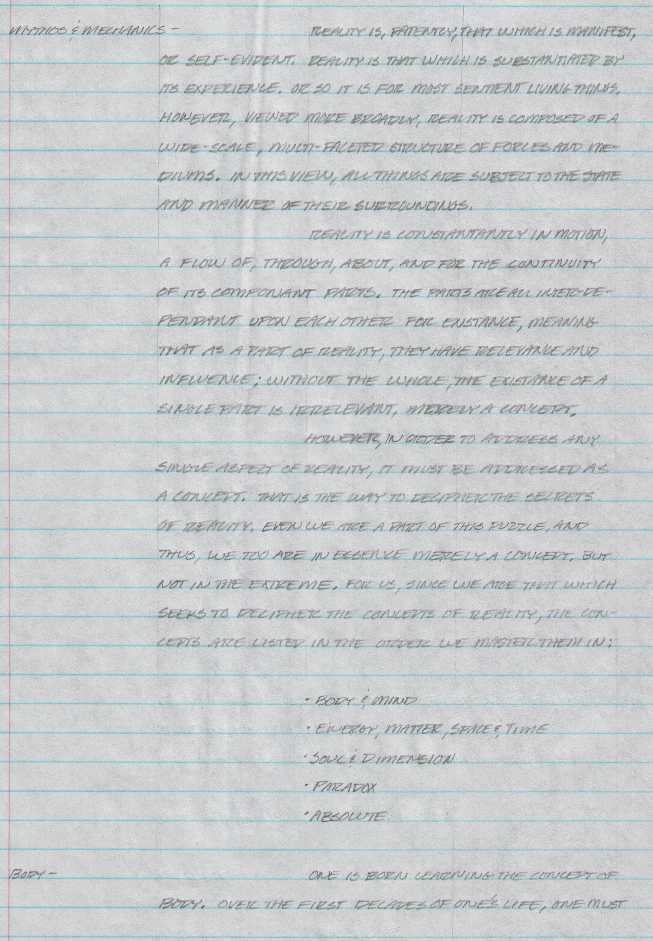 MYTHOS & MECHANICS – REALITY IS, PATENTLY, THAT WHICH IS MANIFEST,
OR SELF-EVIDENT. REALITY IS THAT WHICH IS SUBSTANTIATED BY
ITS EXPERIENCE. OR SO IT IS FOR MOST SENTIENT LIVING THINGS.
HOWEVER, VIEWED MORE BROADLY, REALITY IS COMPOSED OF A
WIDE-SCALE, MULTI-FACETED STRUCTURE OF FORCES AND ME-
DIUMS. IN THIS VIEW, ALL THINGS ARE SUBJECT TO THE STATE
AND MANNER OF THEIR SURROUNDINGS.
REALITY IS CONSTANTANTLY IN MOTION,
A FLOW OF, THROUGH, ABOUT, AND FOR THE CONTINUITY
OF ITS COMPONANT PARTS. THE PARTS ARE ALL INTER-DE-
PENDANT UPON EACH OTHER FOR ENSTANCE, MEANING
THAT AS A PART OF REALITY, THEY HAVE RELEVANCE AND
INFLUENCE; WITHOUT THE WHOLE, THE EXISTANCE OF A
SINGLE PART IS IRRELEVANT, MERELY A CONCEPT.
HOWEVER, IN ORDER TO ADDRESS ANY
SINGLE ASPECT OF REALITY, IT MUST BE ADDRESSED AS
A CONCEPT. THAT IS THE WAY TO DECIPHER THE SECRETS
OF REALITY. EVEN WE ARE A PART OF THIS PUZZLE, AND
THUS, WE TOO ARE IN ESSENCE MERELY A CONCEPT. BUT
NOT IN THE EXTREME. FOR US, SINCE WE ARE THAT WHICH
SEEKS TO DECIPHER THE CONCEPTS OF REALITY, THE CON-
CEPTS ARE LISTED IN THE ORDER WE MASTER THEM IN:
· BODY & MIND
· ENERGY, MATTER, SPACE & TIME
· SOUL & DIMENSION
· PARADOX
· ABSOLUTE
BODY – ONE IS BORN LEARNING THE CONCEPT OF
BODY. OVER THE FIRST DECADES OF ONE'S LIFE, ONE MUST